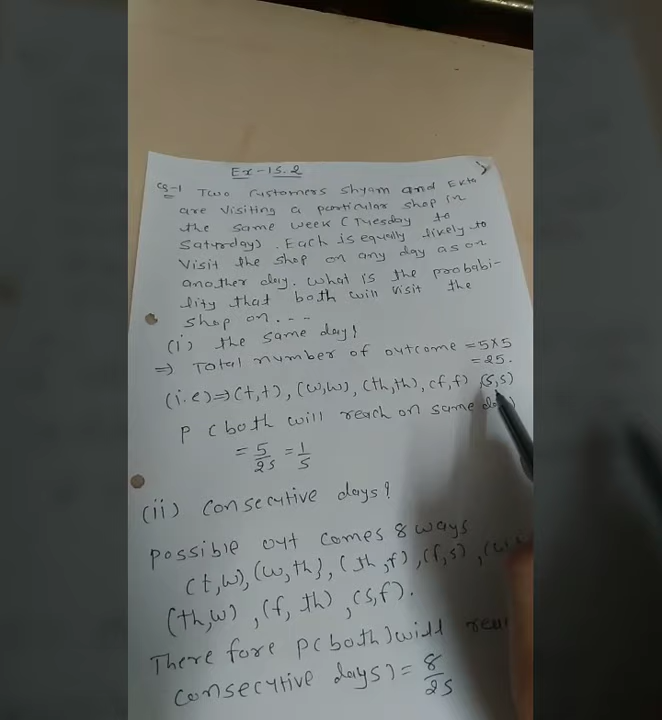 Ex-15.2
Q-1 Two customers Shyam and Ekta
are visiting a particular shop in
the same week (Tuesday to
Saturday). Each is equally likely to
visit the shop on any day as on
another day. What is the probabi-
lity that both will visit the
shop on...
(i) the same day?
⇒ Total number of outcome = 5×5
= 25.
(i.e) ⇒ (t,t), (w,w), (th,th), (f,f) (s,s)
P (both will reach on same
= 5/25 = 1/5
(ii) consecutive days?
possible out comes 8 ways
(t,w), (w,th), (th,f), (f,s),
(th,w), (f,th), (s,f).
There fore P(both) will
consecutive days) = 8/25